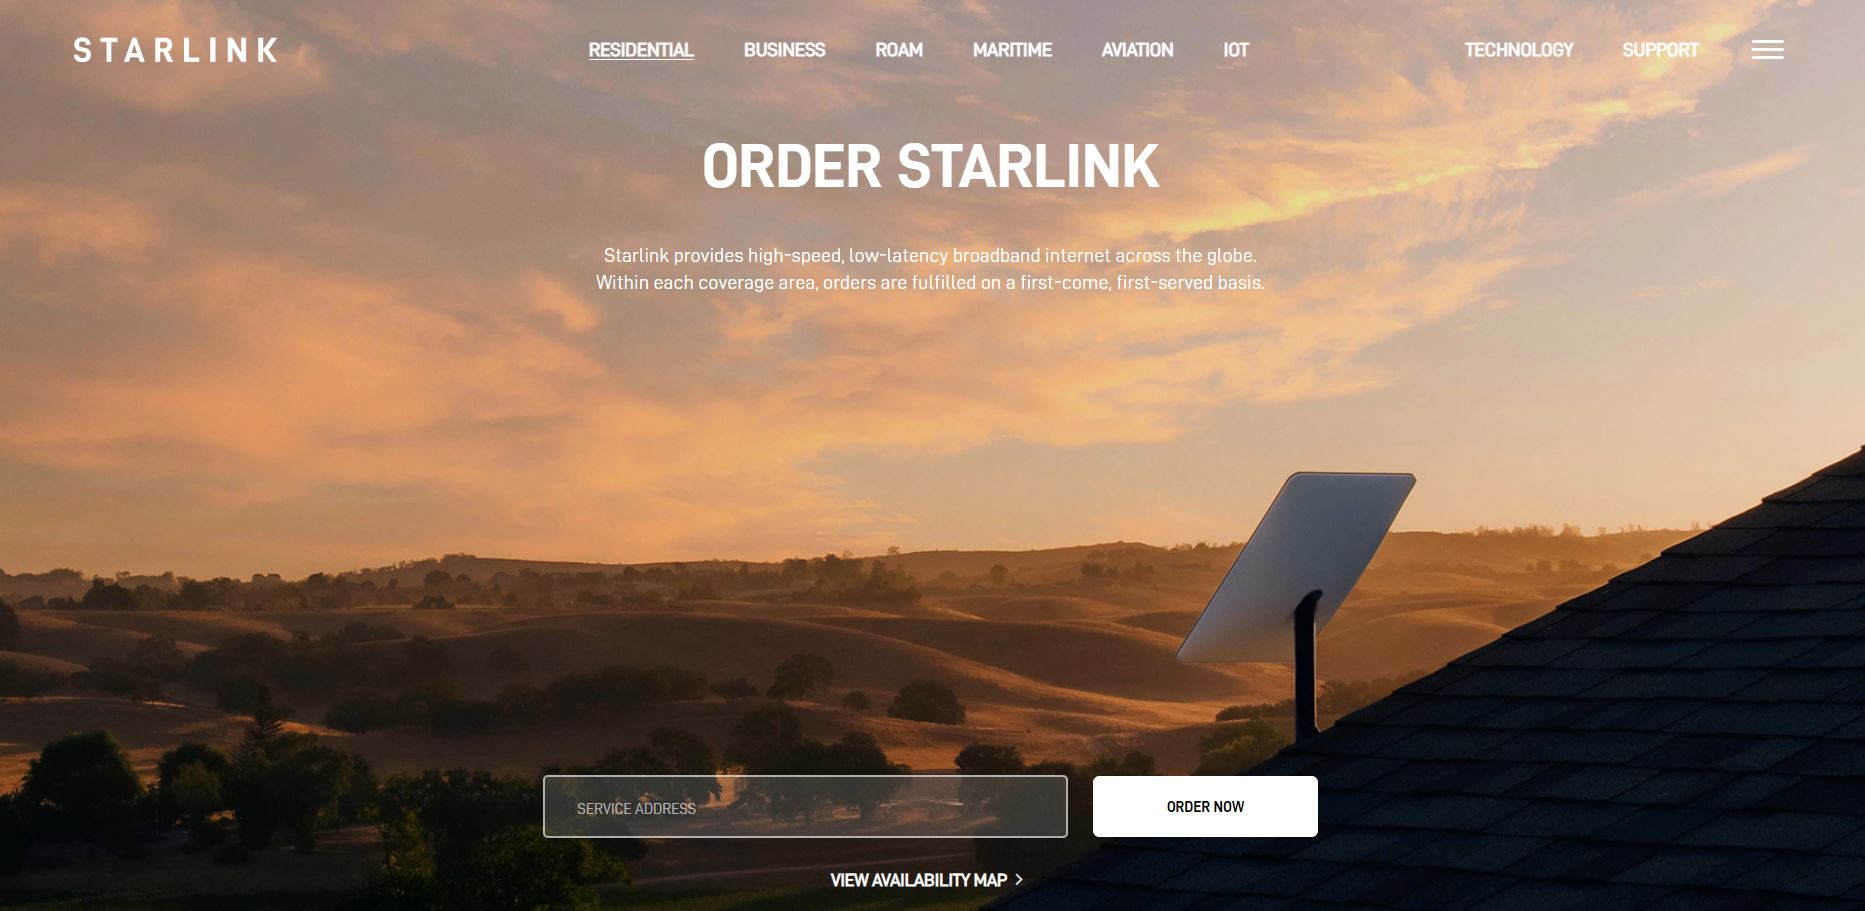 STARLINK
RESIDENTIAL BUSINESS ROAM MARITIME AVIATION IOT TECHNOLOGY SUPPORT
ORDER STARLINK
Starlink provides high-speed, low-latency broadband internet across the globe.
Within each coverage area, orders are fulfilled on a first-come, first-served basis.
SERVICE ADDRESS
ORDER NOW
VIEW AVAILABILITY MAP